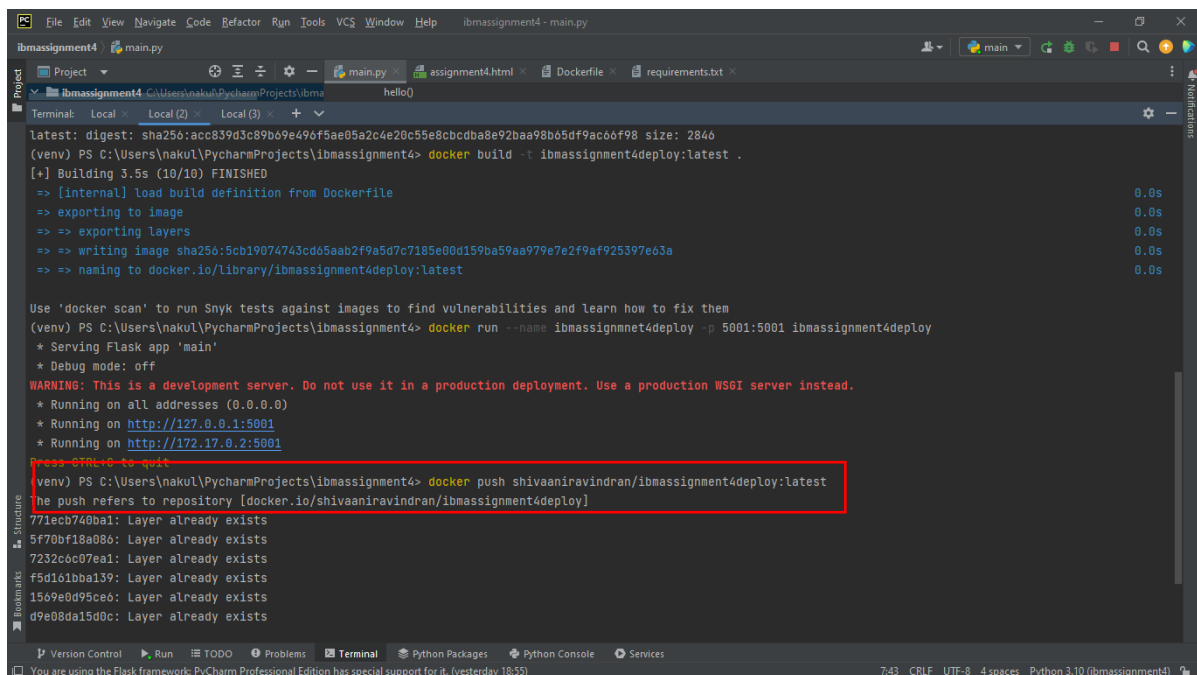 PC File Edit View Navigate Code Refactor Run Tools VCS Window Help ibmassignment4 - main.py
ibmassignment4 main.py main
Project main.py assignment4.html Dockerfile requirements.txt
ibmassignment4 C:\Users\nakul\PycharmProjects\ibma hello()
Terminal: Local Local (2) Local (3)
latest: digest: sha256:acc839d3c89b69e496f5ae05a2c4e20c55e8cbcdba8e92baa98b65df9ac66f98 size: 2846
(venv) PS C:\Users\nakul\PycharmProjects\ibmassignment4> docker build -t ibmassignment4deploy:latest .
[+] Building 3.5s (10/10) FINISHED
=> [internal] load build definition from Dockerfile 0.0s
=> exporting to image 0.0s
=> => exporting layers 0.0s
=> => writing image sha256:5cb19074743cd65aab2f9a5d7c7185e00d159ba59aa979e7e2f9af925397e63a 0.0s
=> => naming to docker.io/library/ibmassignment4deploy:latest 0.0s
Use 'docker scan' to run Snyk tests against images to find vulnerabilities and learn how to fix them
(venv) PS C:\Users\nakul\PycharmProjects\ibmassignment4> docker run --name ibmassignmnet4deploy -p 5001:5001 ibmassignment4deploy
* Serving Flask app 'main'
* Debug mode: off
WARNING: This is a development server. Do not use it in a production deployment. Use a production WSGI server instead.
* Running on all addresses (0.0.0.0)
* Running on http://127.0.0.1:5001
* Running on http://172.17.0.2:5001
Press CTRL+C to quit
(venv) PS C:\Users\nakul\PycharmProjects\ibmassignment4> docker push shivaaniravindran/ibmassignment4deploy:latest
The push refers to repository [docker.io/shivaaniravindran/ibmassignment4deploy]
771ecb740ba1: Layer already exists
5f70bf18a086: Layer already exists
7232c6c07ea1: Layer already exists
f5d161bba139: Layer already exists
1569e0d95ce6: Layer already exists
d9e08da15d0c: Layer already exists
Project
Structure
Bookmarks
Notifications
Version Control Run TODO Problems Terminal Python Packages Python Console Services
You are using the Flask framework: PyCharm Professional Edition has special support for it. (yesterday 18:55) 7:43 CRLF UTF-8 4 spaces Python 3.10 (ibmassignment4)